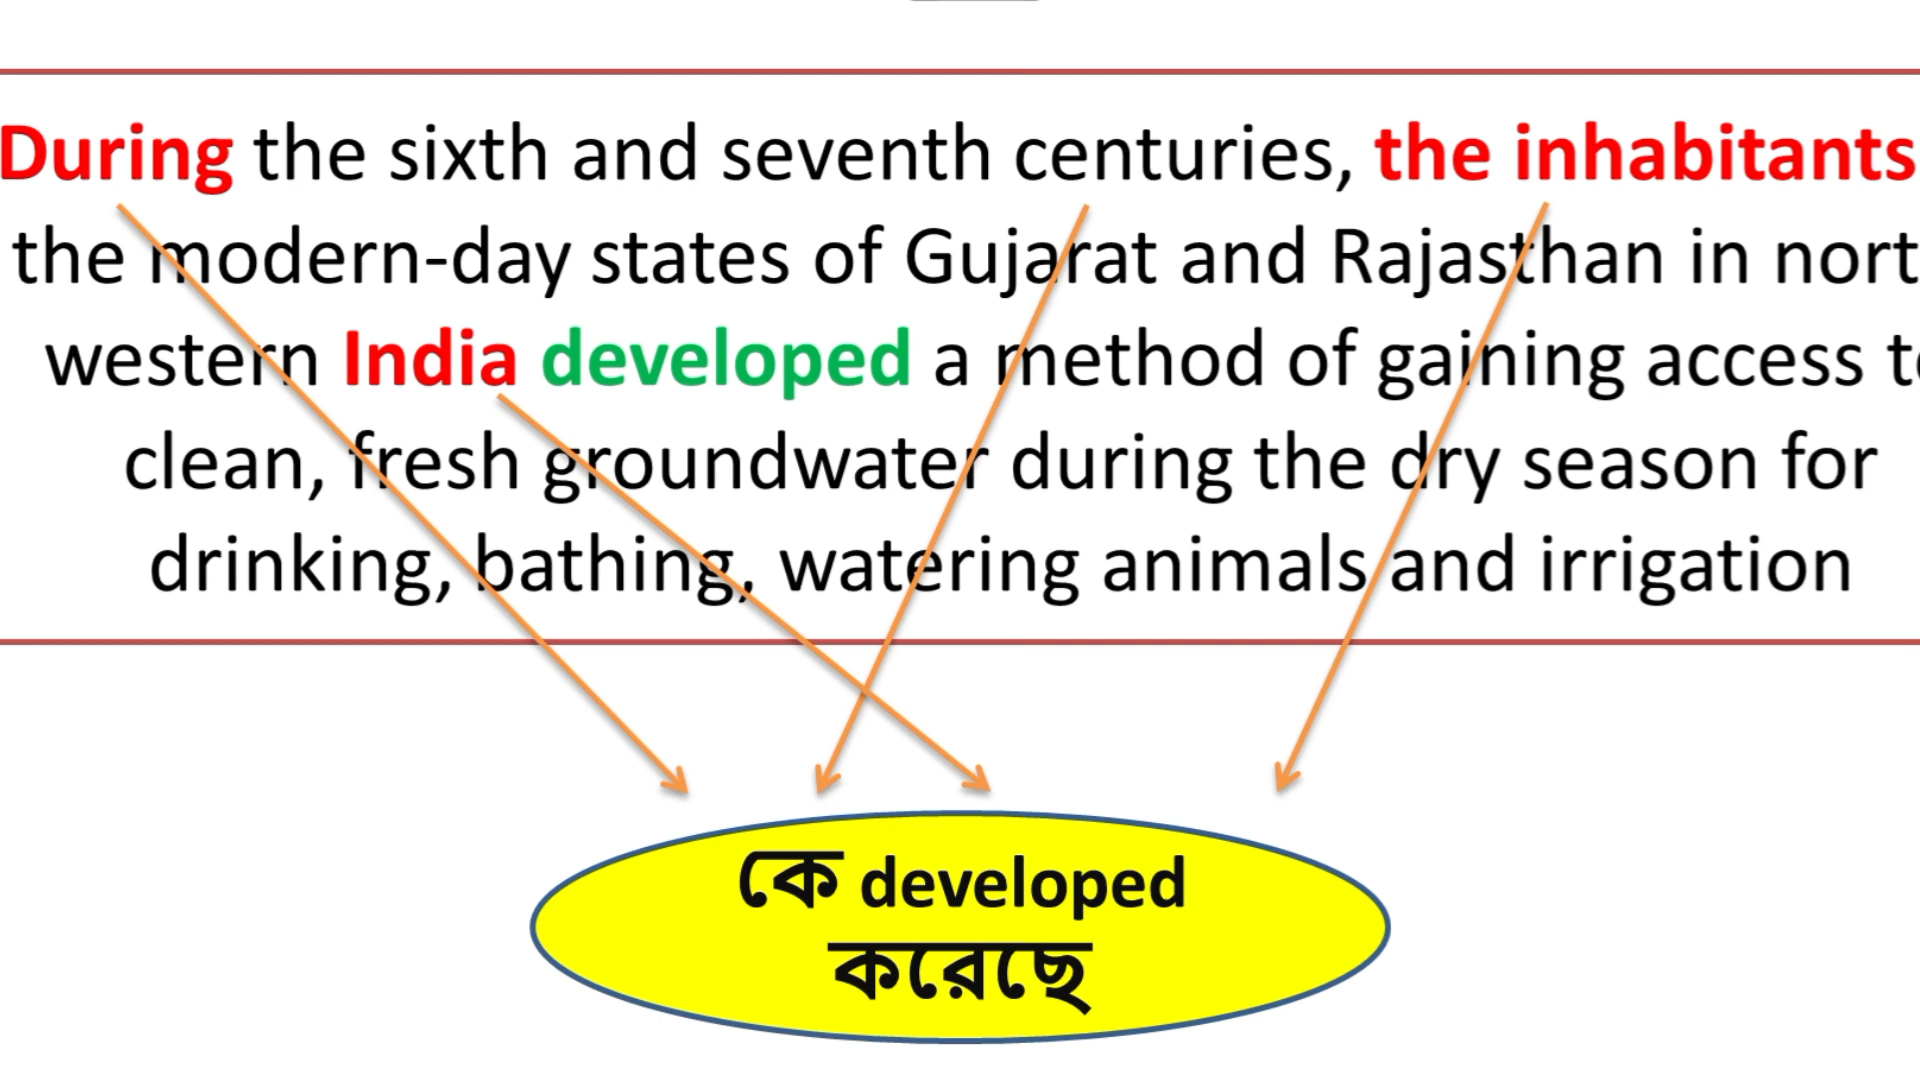 During the sixth and seventh centuries, the inhabitants
the modern-day states of Gujarat and Rajasthan in nort
western India developed a method of gaining access to
clean, fresh groundwater during the dry season for
drinking, bathing, watering animals and irrigation
কে developed
করেছে